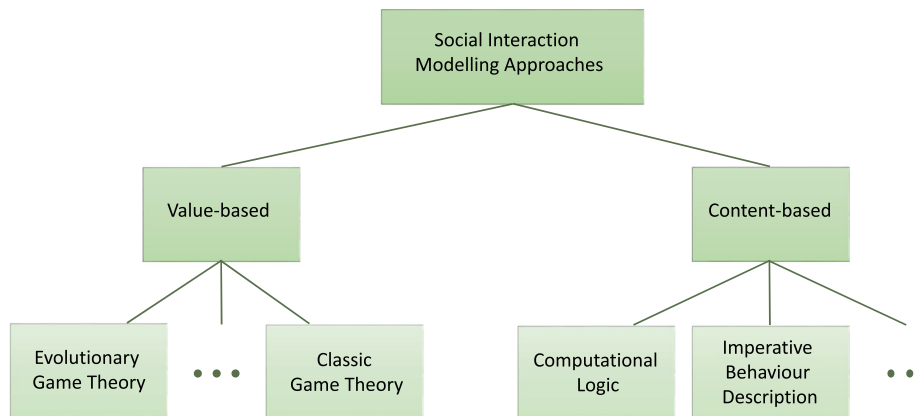 Social Interaction
Modelling Approaches
Value-based
Content-based
Evolutionary
Game Theory
• • •
Classic
Game Theory
Computational
Logic
Imperative
Behaviour
Description
• •